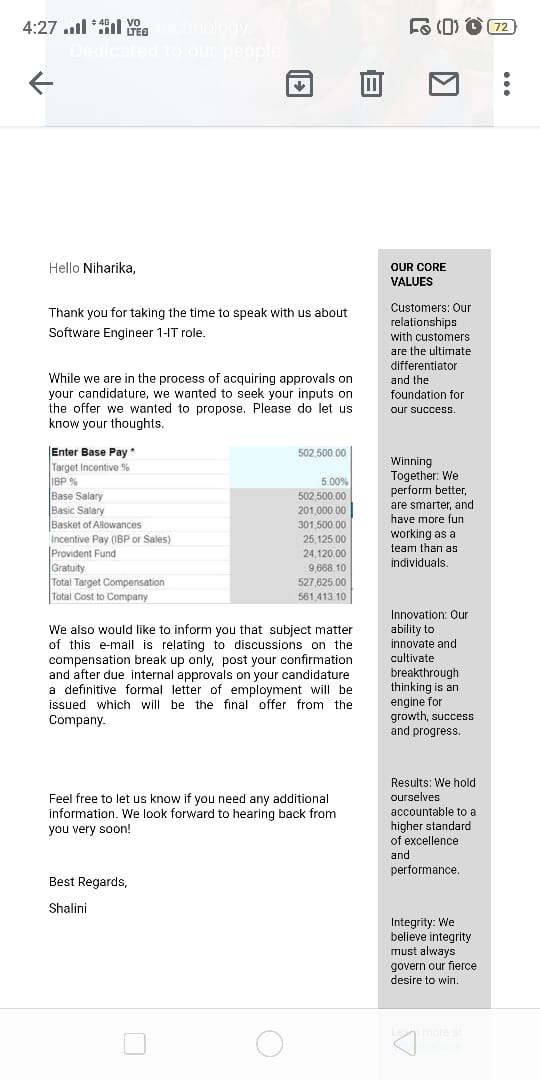 4:27 4G VO LTE 72
technology.
Dedicated to our people
Hello Niharika,
Thank you for taking the time to speak with us about
Software Engineer 1-IT role.
While we are in the process of acquiring approvals on
your candidature, we wanted to seek your inputs on
the offer we wanted to propose. Please do let us
know your thoughts.
Enter Base Pay * 502,500.00
Target Incentive %
IBP % 5.00%
Base Salary 502,500.00
Basic Salary 201,000.00
Basket of Allowances 301,500.00
Incentive Pay (IBP or Sales) 25,125.00
Provident Fund 24,120.00
Gratuity 9,668.10
Total Target Compensation 527,625.00
Total Cost to Company 561,413.10
We also would like to inform you that subject matter
of this e-mail is relating to discussions on the
compensation break up only, post your confirmation
and after due internal approvals on your candidature
a definitive formal letter of employment will be
issued which will be the final offer from the
Company.
Feel free to let us know if you need any additional
information. We look forward to hearing back from
you very soon!
Best Regards,
Shalini
OUR CORE
VALUES
Customers: Our
relationships
with customers
are the ultimate
differentiator
and the
foundation for
our success.
Winning
Together: We
perform better,
are smarter, and
have more fun
working as a
team than as
individuals.
Innovation: Our
ability to
innovate and
cultivate
breakthrough
thinking is an
engine for
growth, success
and progress.
Results: We hold
ourselves
accountable to a
higher standard
of excellence
and
performance.
Integrity: We
believe integrity
must always
govern our fierce
desire to win.
Learn more at